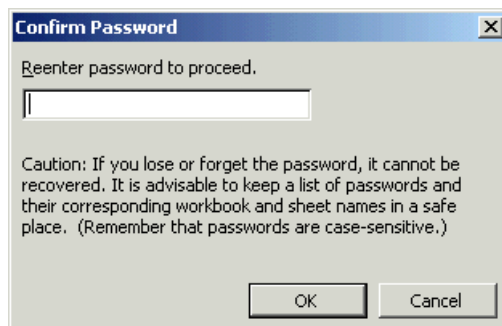 Confirm Password
Reenter password to proceed.
Caution: If you lose or forget the password, it cannot be
recovered. It is advisable to keep a list of passwords and
their corresponding workbook and sheet names in a safe
place.  (Remember that passwords are case-sensitive.)
OK
Cancel